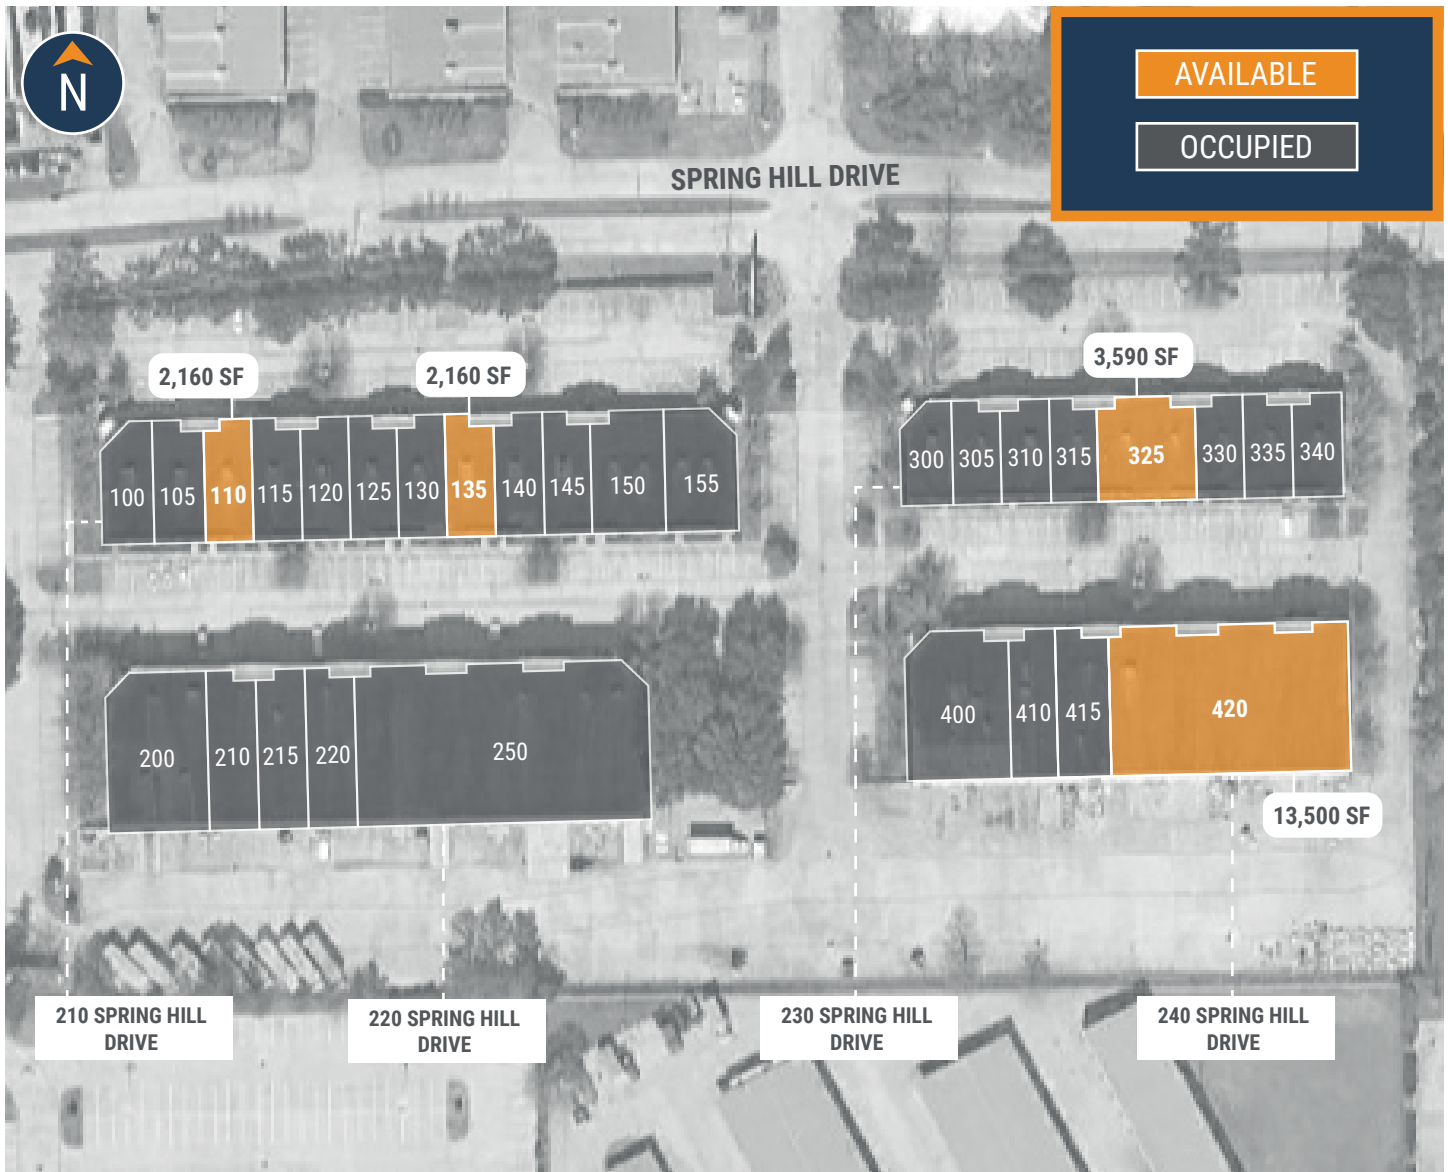 N
AVAILABLE
OCCUPIED
SPRING HILL DRIVE
2,160 SF
2,160 SF
3,590 SF
100
105
110
115
120
125
130
135
140
145
150
155
300
305
310
315
325
330
335
340
200
210
215
220
250
400
410
415
420
13,500 SF
210 SPRING HILL
DRIVE
220 SPRING HILL
DRIVE
230 SPRING HILL
DRIVE
240 SPRING HILL
DRIVE